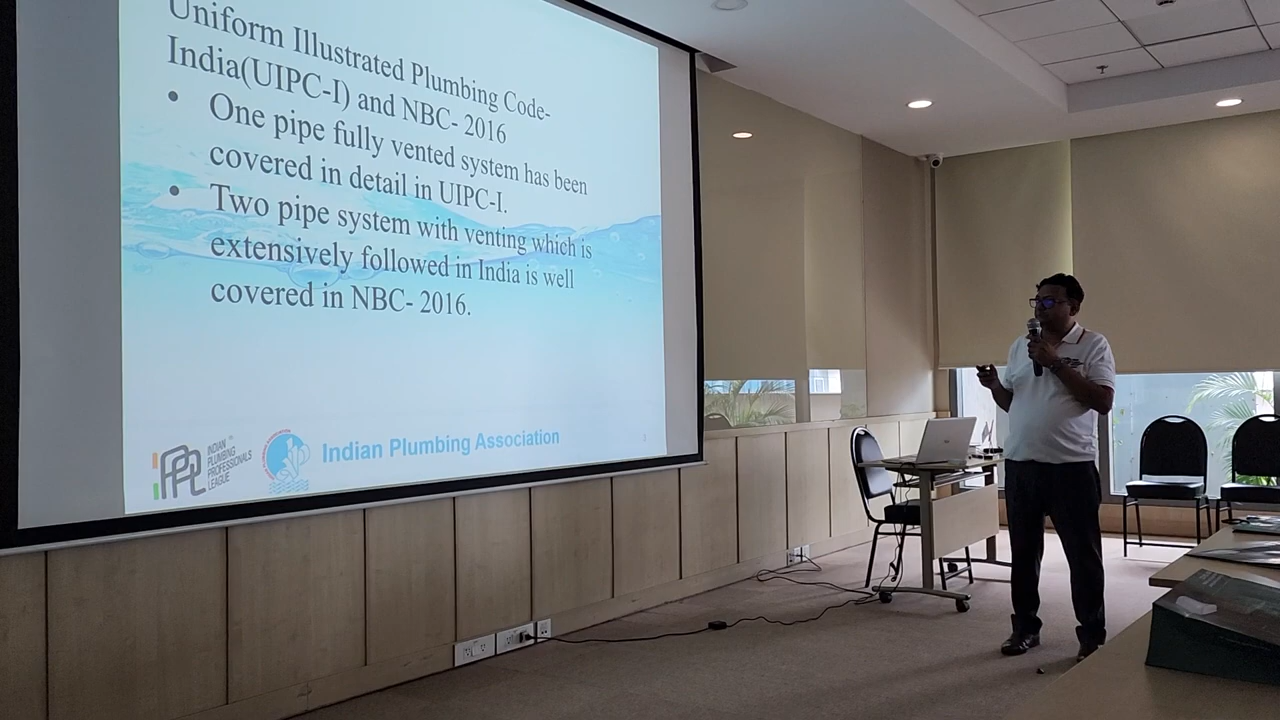 Uniform Illustrated Plumbing Code-
India(UIPC-I) and NBC- 2016
• One pipe fully vented system has been
covered in detail in UIPC-I.
• Two pipe system with venting which is
extensively followed in India is well
covered in NBC- 2016.
IPPL
INDIAN
PLUMBING
PROFESSIONALS
LEAGUE
Indian Plumbing Association